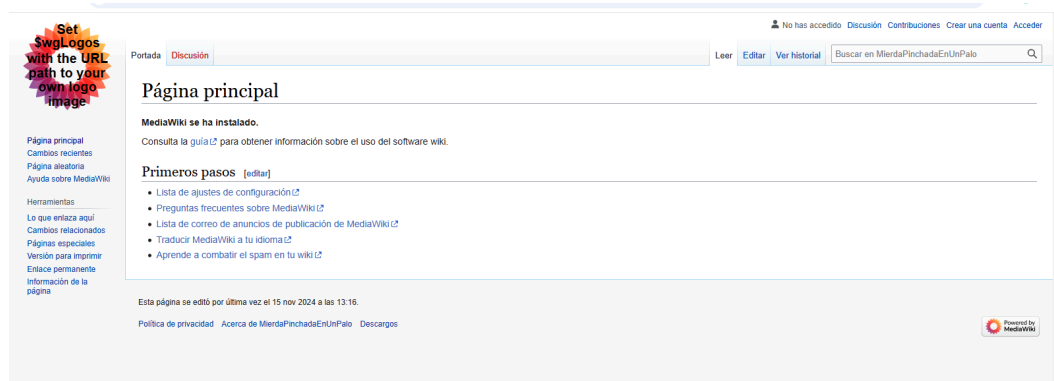 No has accedido Discusión Contribuciones Crear una cuenta Acceder
Set
$wgLogos
with the URL
path to your
own logo
image
Portada Discusión Leer Editar Ver historial Buscar en MierdaPinchadaEnUnPalo
Página principal
MediaWiki se ha instalado.
Consulta la guía para obtener información sobre el uso del software wiki.
Primeros pasos [editar]
Lista de ajustes de configuración
Preguntas frecuentes sobre MediaWiki
Lista de correo de anuncios de publicación de MediaWiki
Traducir MediaWiki a tu idioma
Aprende a combatir el spam en tu wiki
Página principal
Cambios recientes
Página aleatoria
Ayuda sobre MediaWiki
Herramientas
Lo que enlaza aquí
Cambios relacionados
Páginas especiales
Versión para imprimir
Enlace permanente
Información de la
página
Esta página se editó por última vez el 15 nov 2024 a las 13:16.
Política de privacidad Acerca de MierdaPinchadaEnUnPalo Descargos
Powered by
MediaWiki